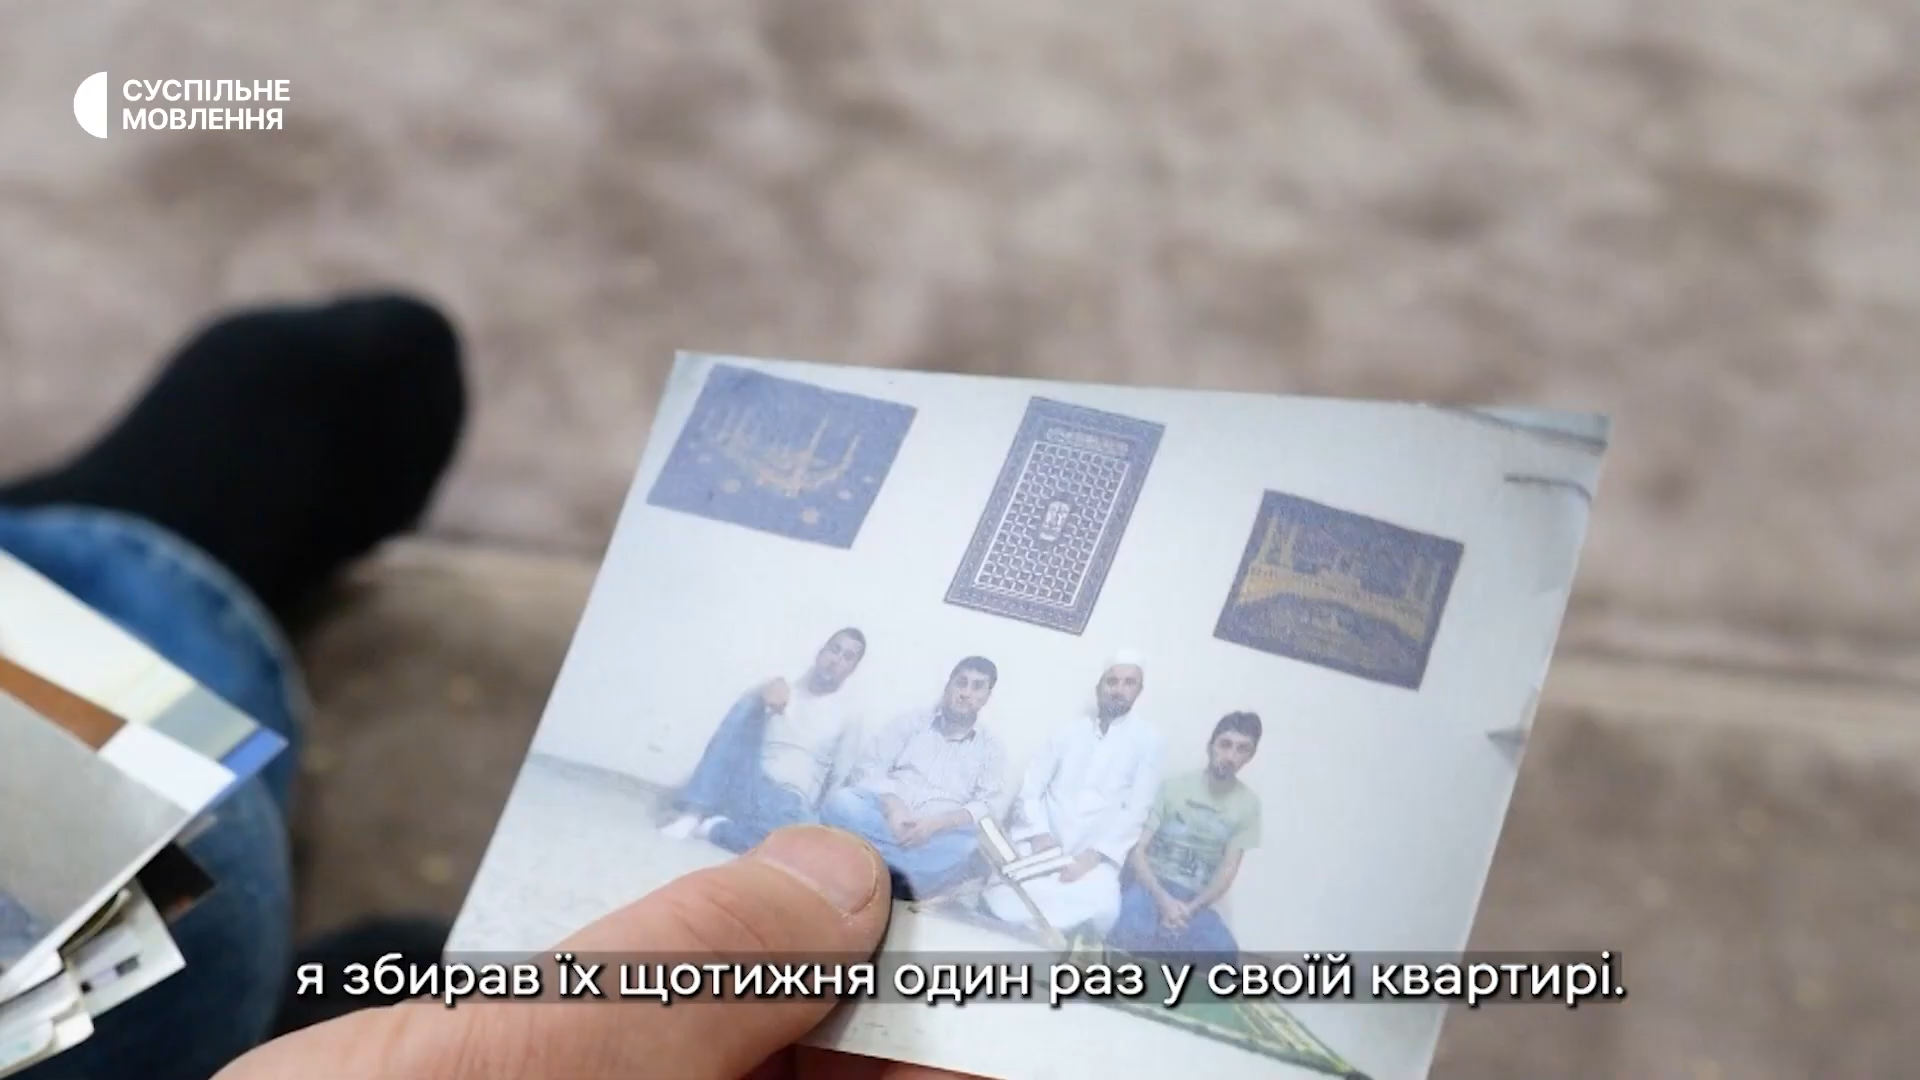 СУСПІЛЬНЕ
МОВЛЕННЯ
я збирав їх щотижня один раз у своїй квартирі.